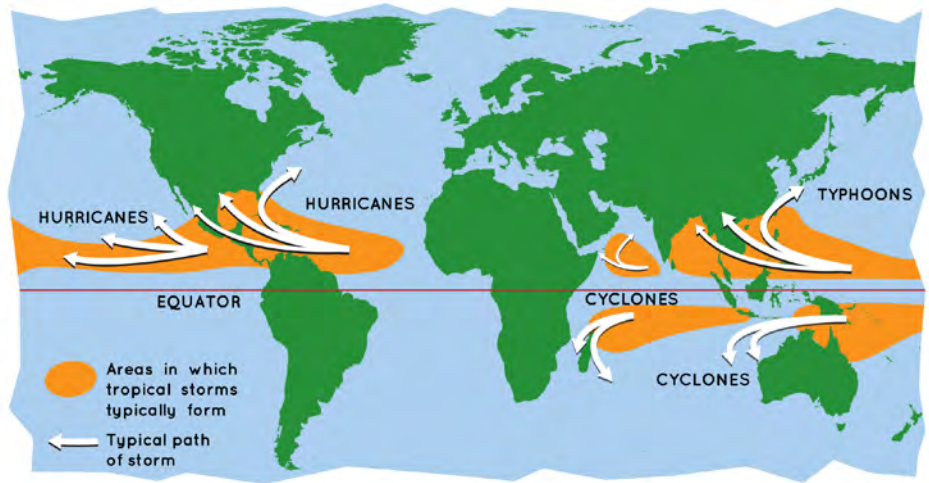 HURRICANES
HURRICANES
TYPHOONS
EQUATOR
CYCLONES
CYCLONES
Areas in which
tropical storms
typically form
Typical path
of storm